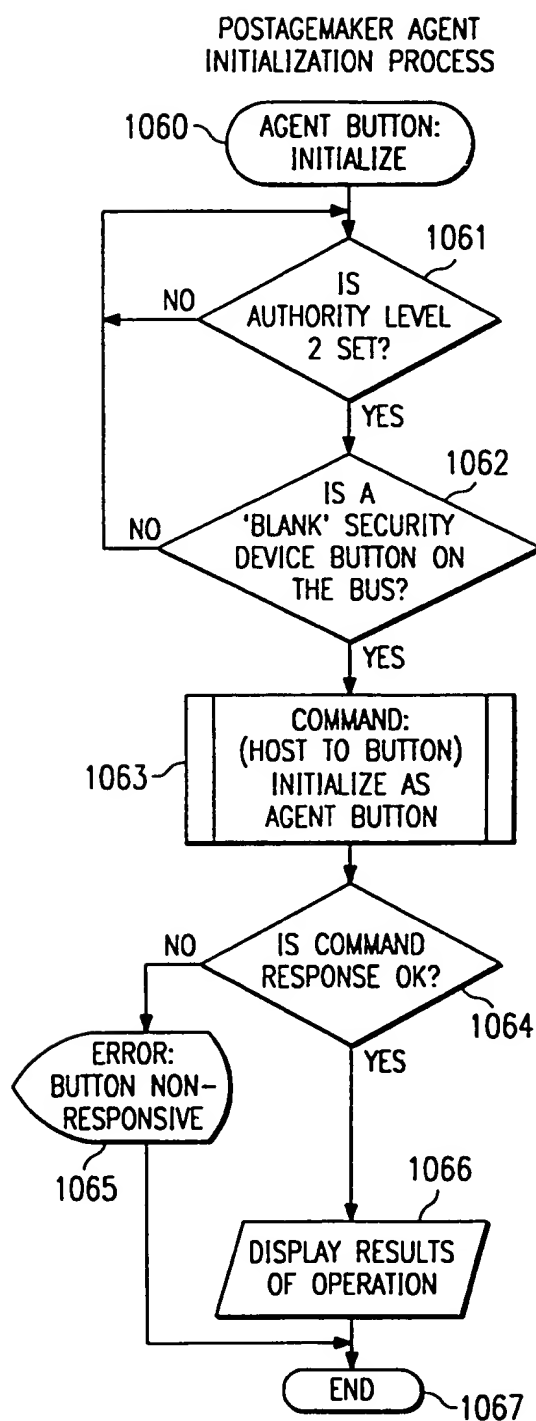 POSTAGEMAKER AGENT
INITIALIZATION PROCESS
1060
AGENT BUTTON:
INITIALIZE
1061
IS
AUTHORITY LEVEL
2 SET?
NO
YES
1062
IS A
'BLANK' SECURITY
DEVICE BUTTON ON
THE BUS?
NO
YES
1063
COMMAND:
(HOST TO BUTTON)
INITIALIZE AS
AGENT BUTTON
NO
IS COMMAND
RESPONSE OK?
1064
YES
ERROR:
BUTTON NON-
RESPONSIVE
1065
1066
DISPLAY RESULTS
OF OPERATION
END
1067